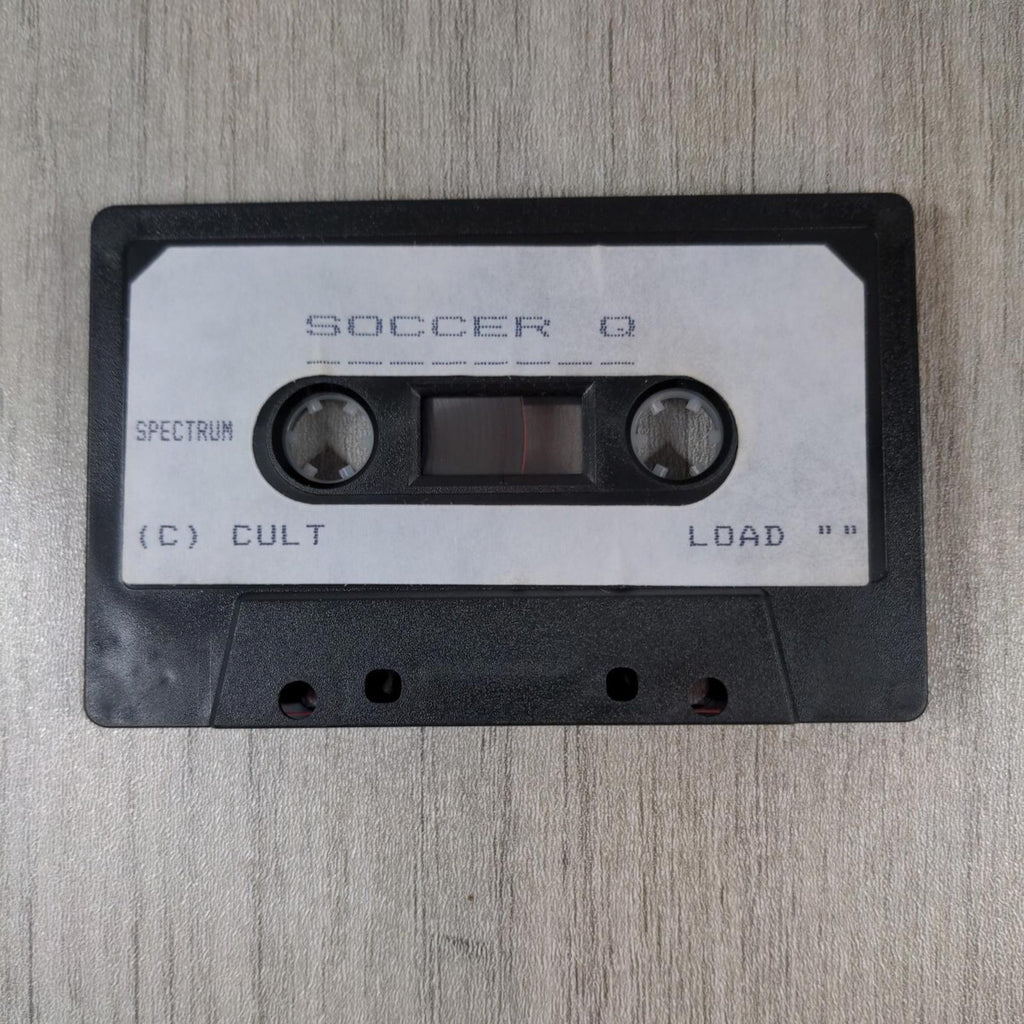 SOCCER Q
SPECTRUM
(C) CULT
LOAD ""